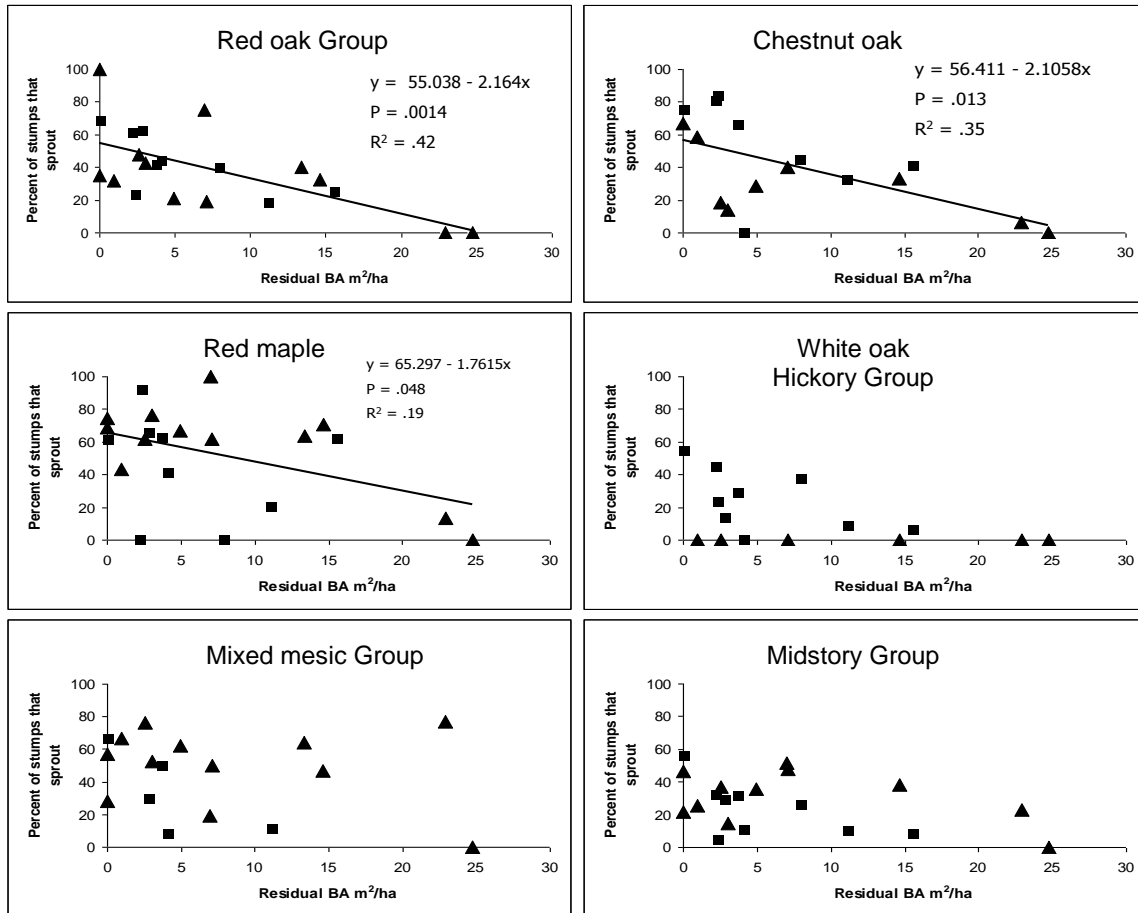 Red oak Group
y = 55.038 - 2.164x
P = .0014
R² = .42
Percent of stumps that
sprout
100
80
60
40
20
0
0 5 10 15 20 25 30
Residual BA m²/ha
Chestnut oak
y = 56.411 - 2.1058x
P = .013
R² = .35
Percent of stumps that
sprout
100
80
60
40
20
0
0 5 10 15 20 25 30
Residual BA m²/ha
Red maple
y = 65.297 - 1.7615x
P = .048
R² = .19
Percent of stumps that
sprout
100
80
60
40
20
0
0 5 10 15 20 25 30
Residual BA m²/ha
White oak
Hickory Group
Percent of stumps that
sprout
100
80
60
40
20
0
0 5 10 15 20 25 30
Residual BA m²/ha
Mixed mesic Group
Percent of stumps that
sprout
100
80
60
40
20
0
0 5 10 15 20 25 30
Residual BA m²/ha
Midstory Group
Percent of stumps that
sprout
100
80
60
40
20
0
0 5 10 15 20 25 30
Residual BA m²/ha